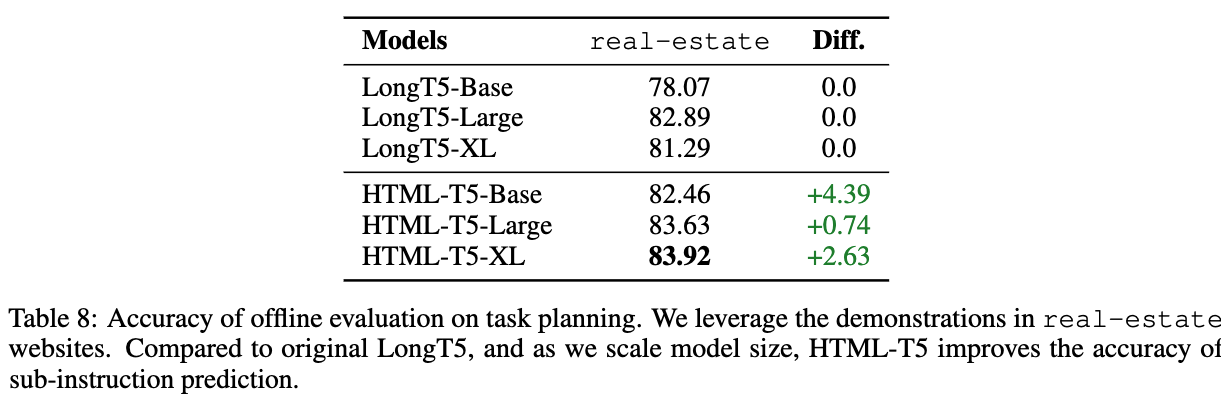 Models real-estate Diff.
LongT5-Base 78.07 0.0
LongT5-Large 82.89 0.0
LongT5-XL 81.29 0.0
HTML-T5-Base 82.46 +4.39
HTML-T5-Large 83.63 +0.74
HTML-T5-XL 83.92 +2.63
Table 8: Accuracy of offline evaluation on task planning. We leverage the demonstrations in real-estate
websites. Compared to original LongT5, and as we scale model size, HTML-T5 improves the accuracy of
sub-instruction prediction.